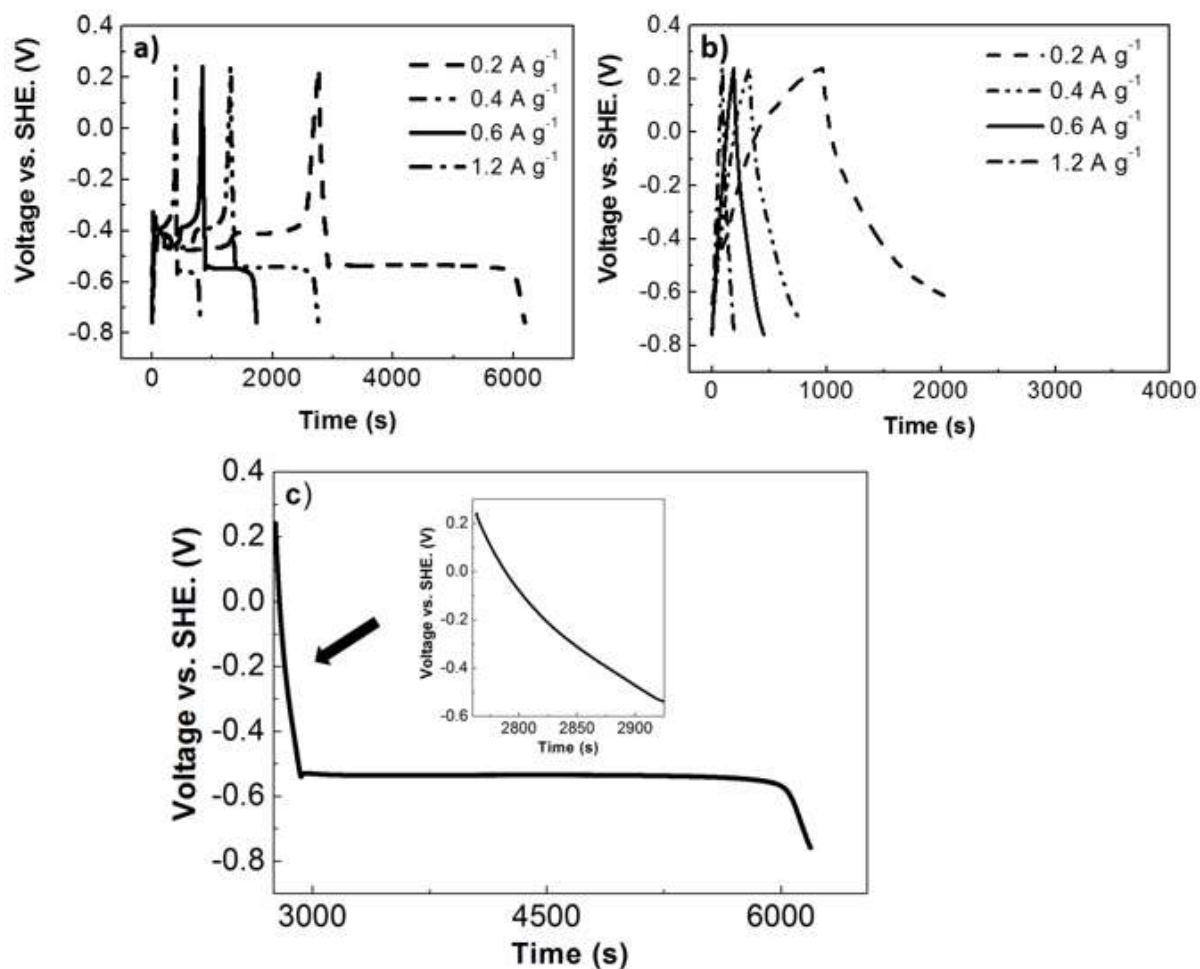 a)
0.4
0.2
0.0
-0.2
-0.4
-0.6
-0.8
Voltage vs. SHE. (V)
0.2 A g⁻¹
0.4 A g⁻¹
0.6 A g⁻¹
1.2 A g⁻¹
0 2000 4000 6000
Time (s)
b)
0.4
0.2
0.0
-0.2
-0.4
-0.6
-0.8
Voltage vs. SHE. (V)
0.2 A g⁻¹
0.4 A g⁻¹
0.6 A g⁻¹
1.2 A g⁻¹
0 1000 2000 3000 4000
Time (s)
c)
0.4
0.2
0.0
-0.2
-0.4
-0.6
-0.8
Voltage vs. SHE. (V)
0.2
0.0
-0.2
-0.4
-0.6
Voltage vs. SHE. (V)
2800 2850 2900
Time (s)
3000 4500 6000
Time (s)